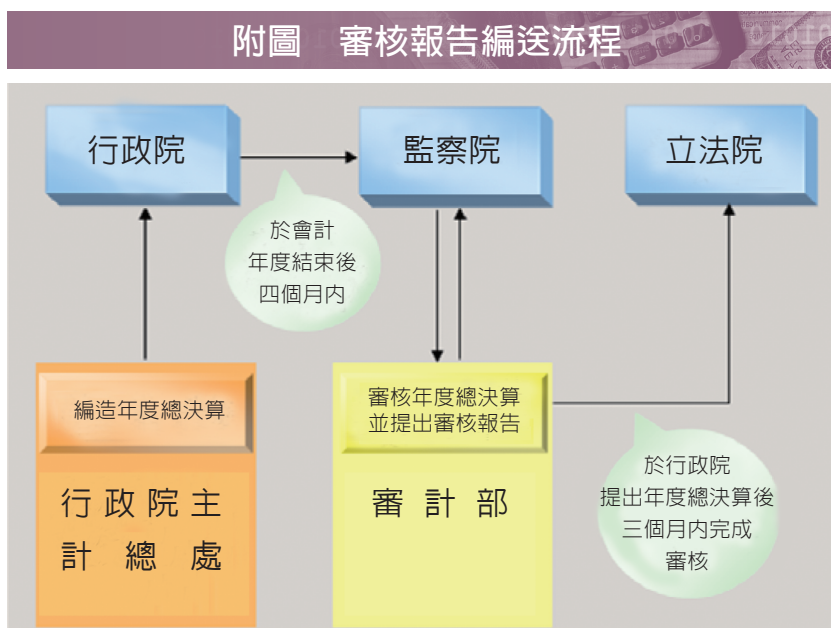 附圖 審核報告編送流程
行政院
監察院
立法院
於會計
年度結束後
四個月內
編造年度總決算
行政院主
計總處
審核年度總決算
並提出審核報告
審計部
於行政院
提出年度總決算後
三個月內完成
審核